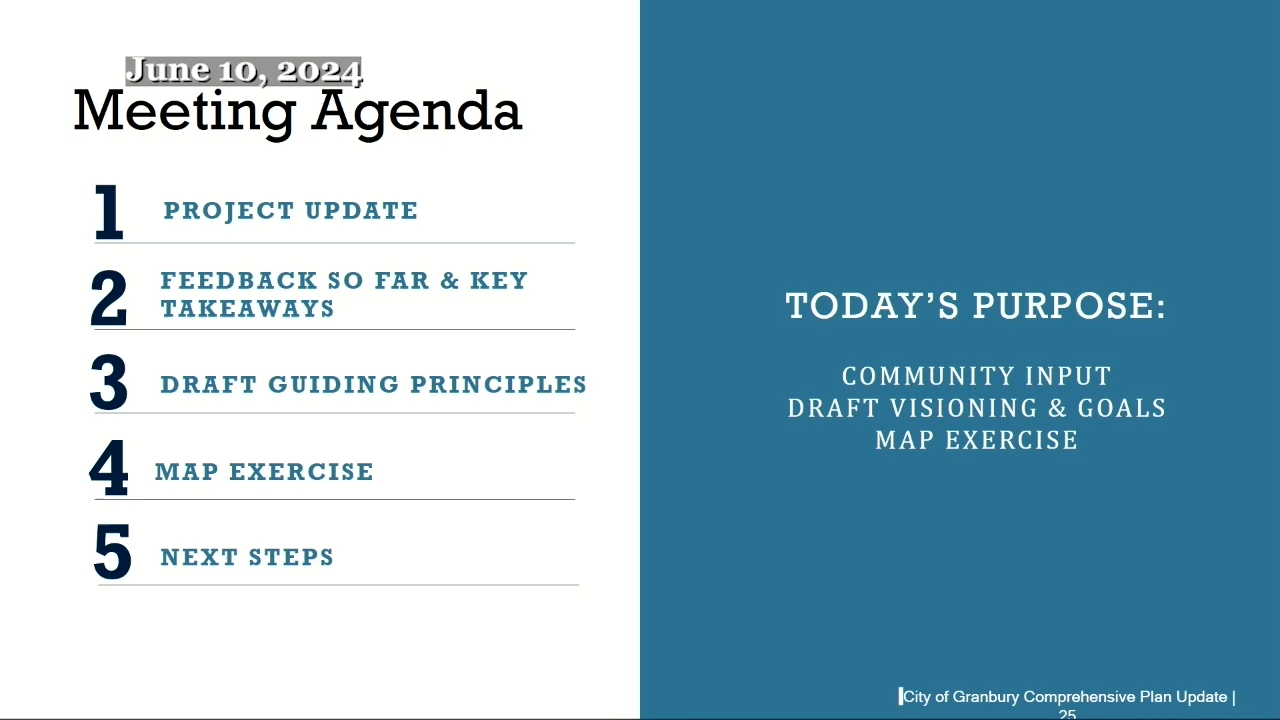 June 10, 2024
Meeting Agenda
1 PROJECT UPDATE
2 FEEDBACK SO FAR & KEY
TAKEAWAYS
3 DRAFT GUIDING PRINCIPLES
4 MAP EXERCISE
5 NEXT STEPS
TODAY’S PURPOSE:
COMMUNITY INPUT
DRAFT VISIONING & GOALS
MAP EXERCISE
City of Granbury Comprehensive Plan Update |
25